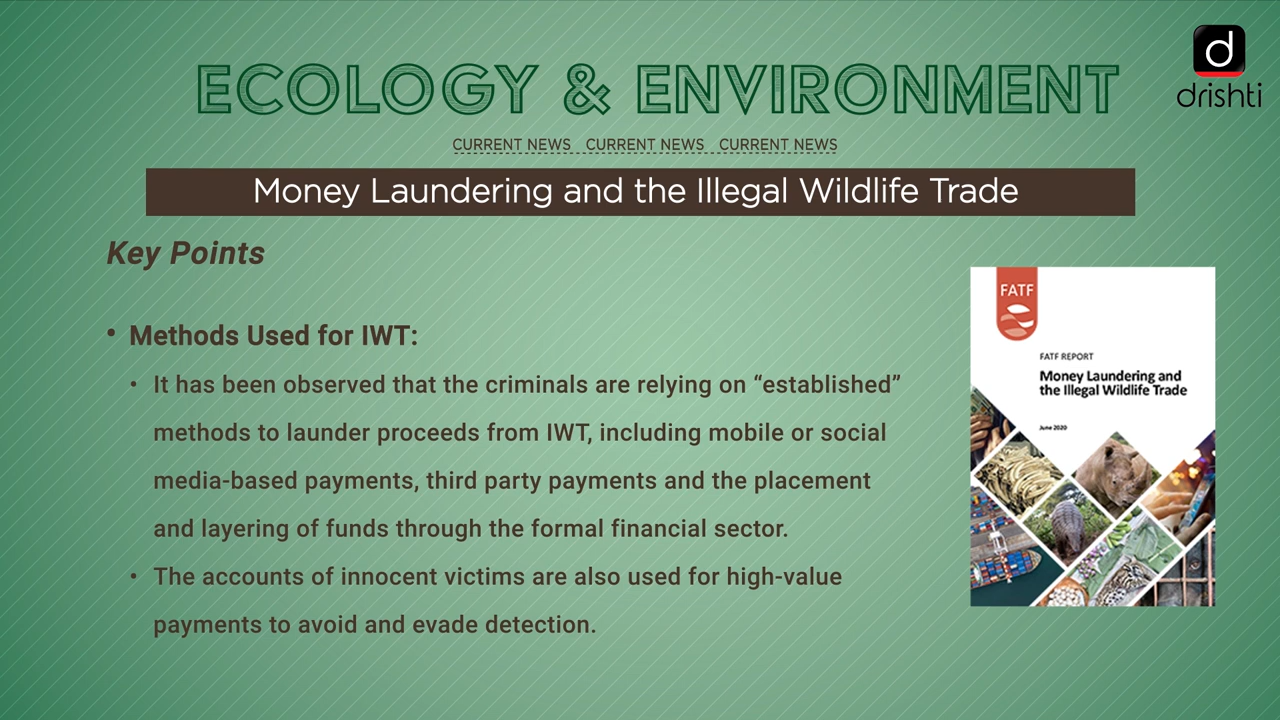 ECOLOGY & ENVIRONMENT
d
drishti
CURRENT NEWS CURRENT NEWS CURRENT NEWS
Money Laundering and the Illegal Wildlife Trade
Key Points
• Methods Used for IWT:
• It has been observed that the criminals are relying on “established”
methods to launder proceeds from IWT, including mobile or social
media-based payments, third party payments and the placement
and layering of funds through the formal financial sector.
• The accounts of innocent victims are also used for high-value
payments to avoid and evade detection.
FATF
FATF REPORT
Money Laundering and
the Illegal Wildlife Trade
June 2020